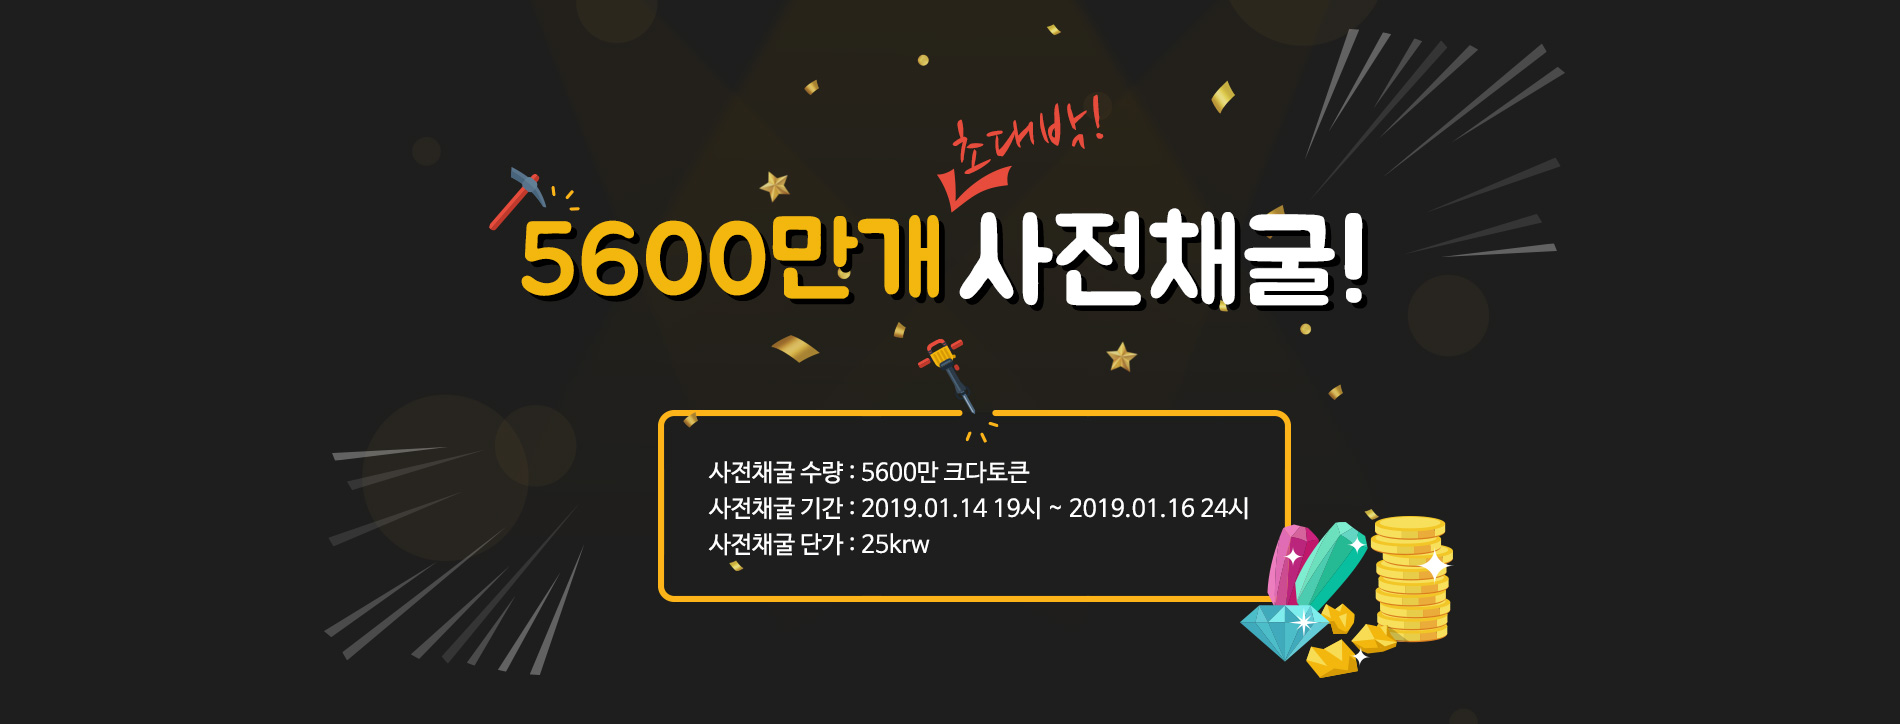 초대박!
5600만개 사전채굴!
사전채굴 수량 : 5600만 크다토큰
사전채굴 기간 : 2019.01.14 19시 ~ 2019.01.16 24시
사전채굴 단가 : 25krw